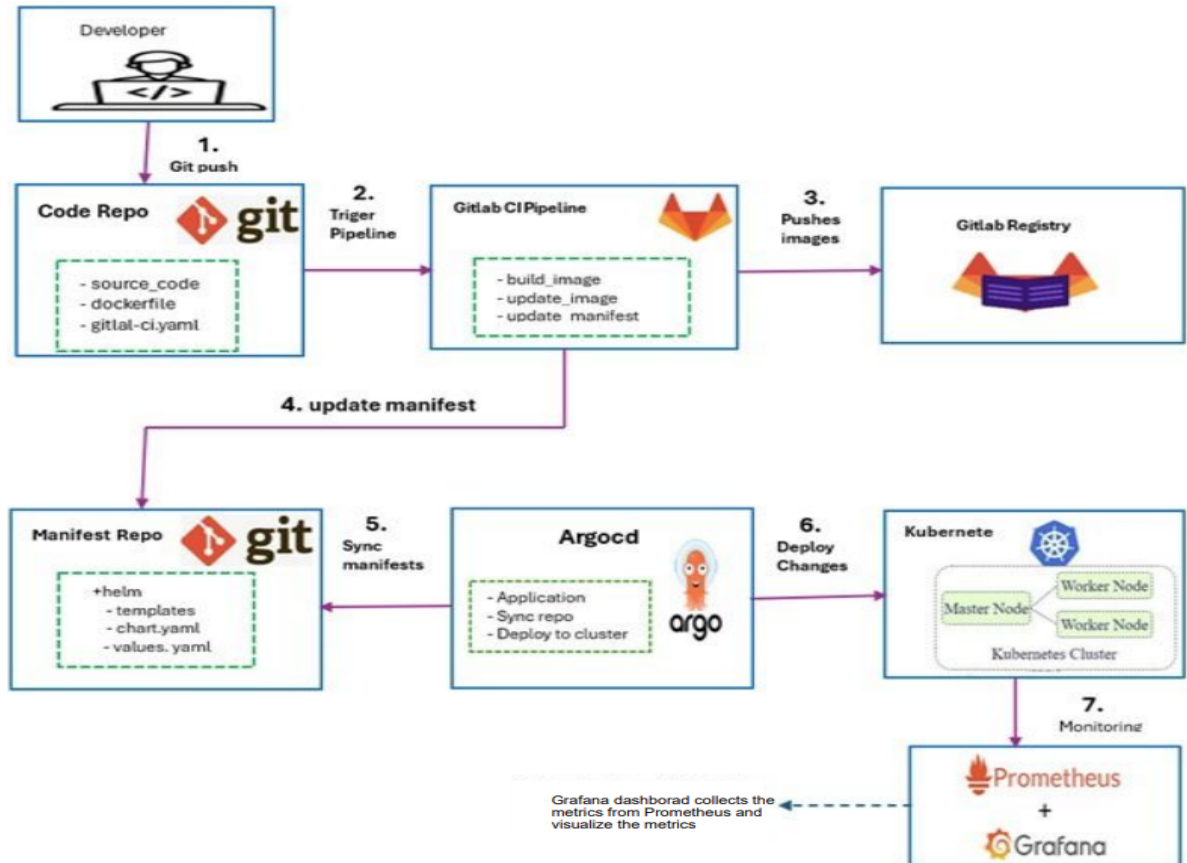 Developer
</>
1.
Git push
Code Repo
git
- source_code
- dockerfile
- gitlal-ci.yaml
2.
Triger
Pipeline
Gitlab CI Pipeline
- build_image
- update_image
- update manifest
3.
Pushes
images
Gitlab Registry
4. update manifest
Manifest Repo
git
+helm
- templates
- chart.yaml
- values. yaml
5.
Sync
manifests
Argocd
- Application
- Sync repo
- Deploy to cluster
argo
6.
Deploy
Changes
Kubernete
Master Node
Worker Node
Worker Node
Kubernetes Cluster
7.
Monitoring
Prometheus
+
Grafana
Grafana dashborad collects the
metrics from Prometheus and
visualize the metrics